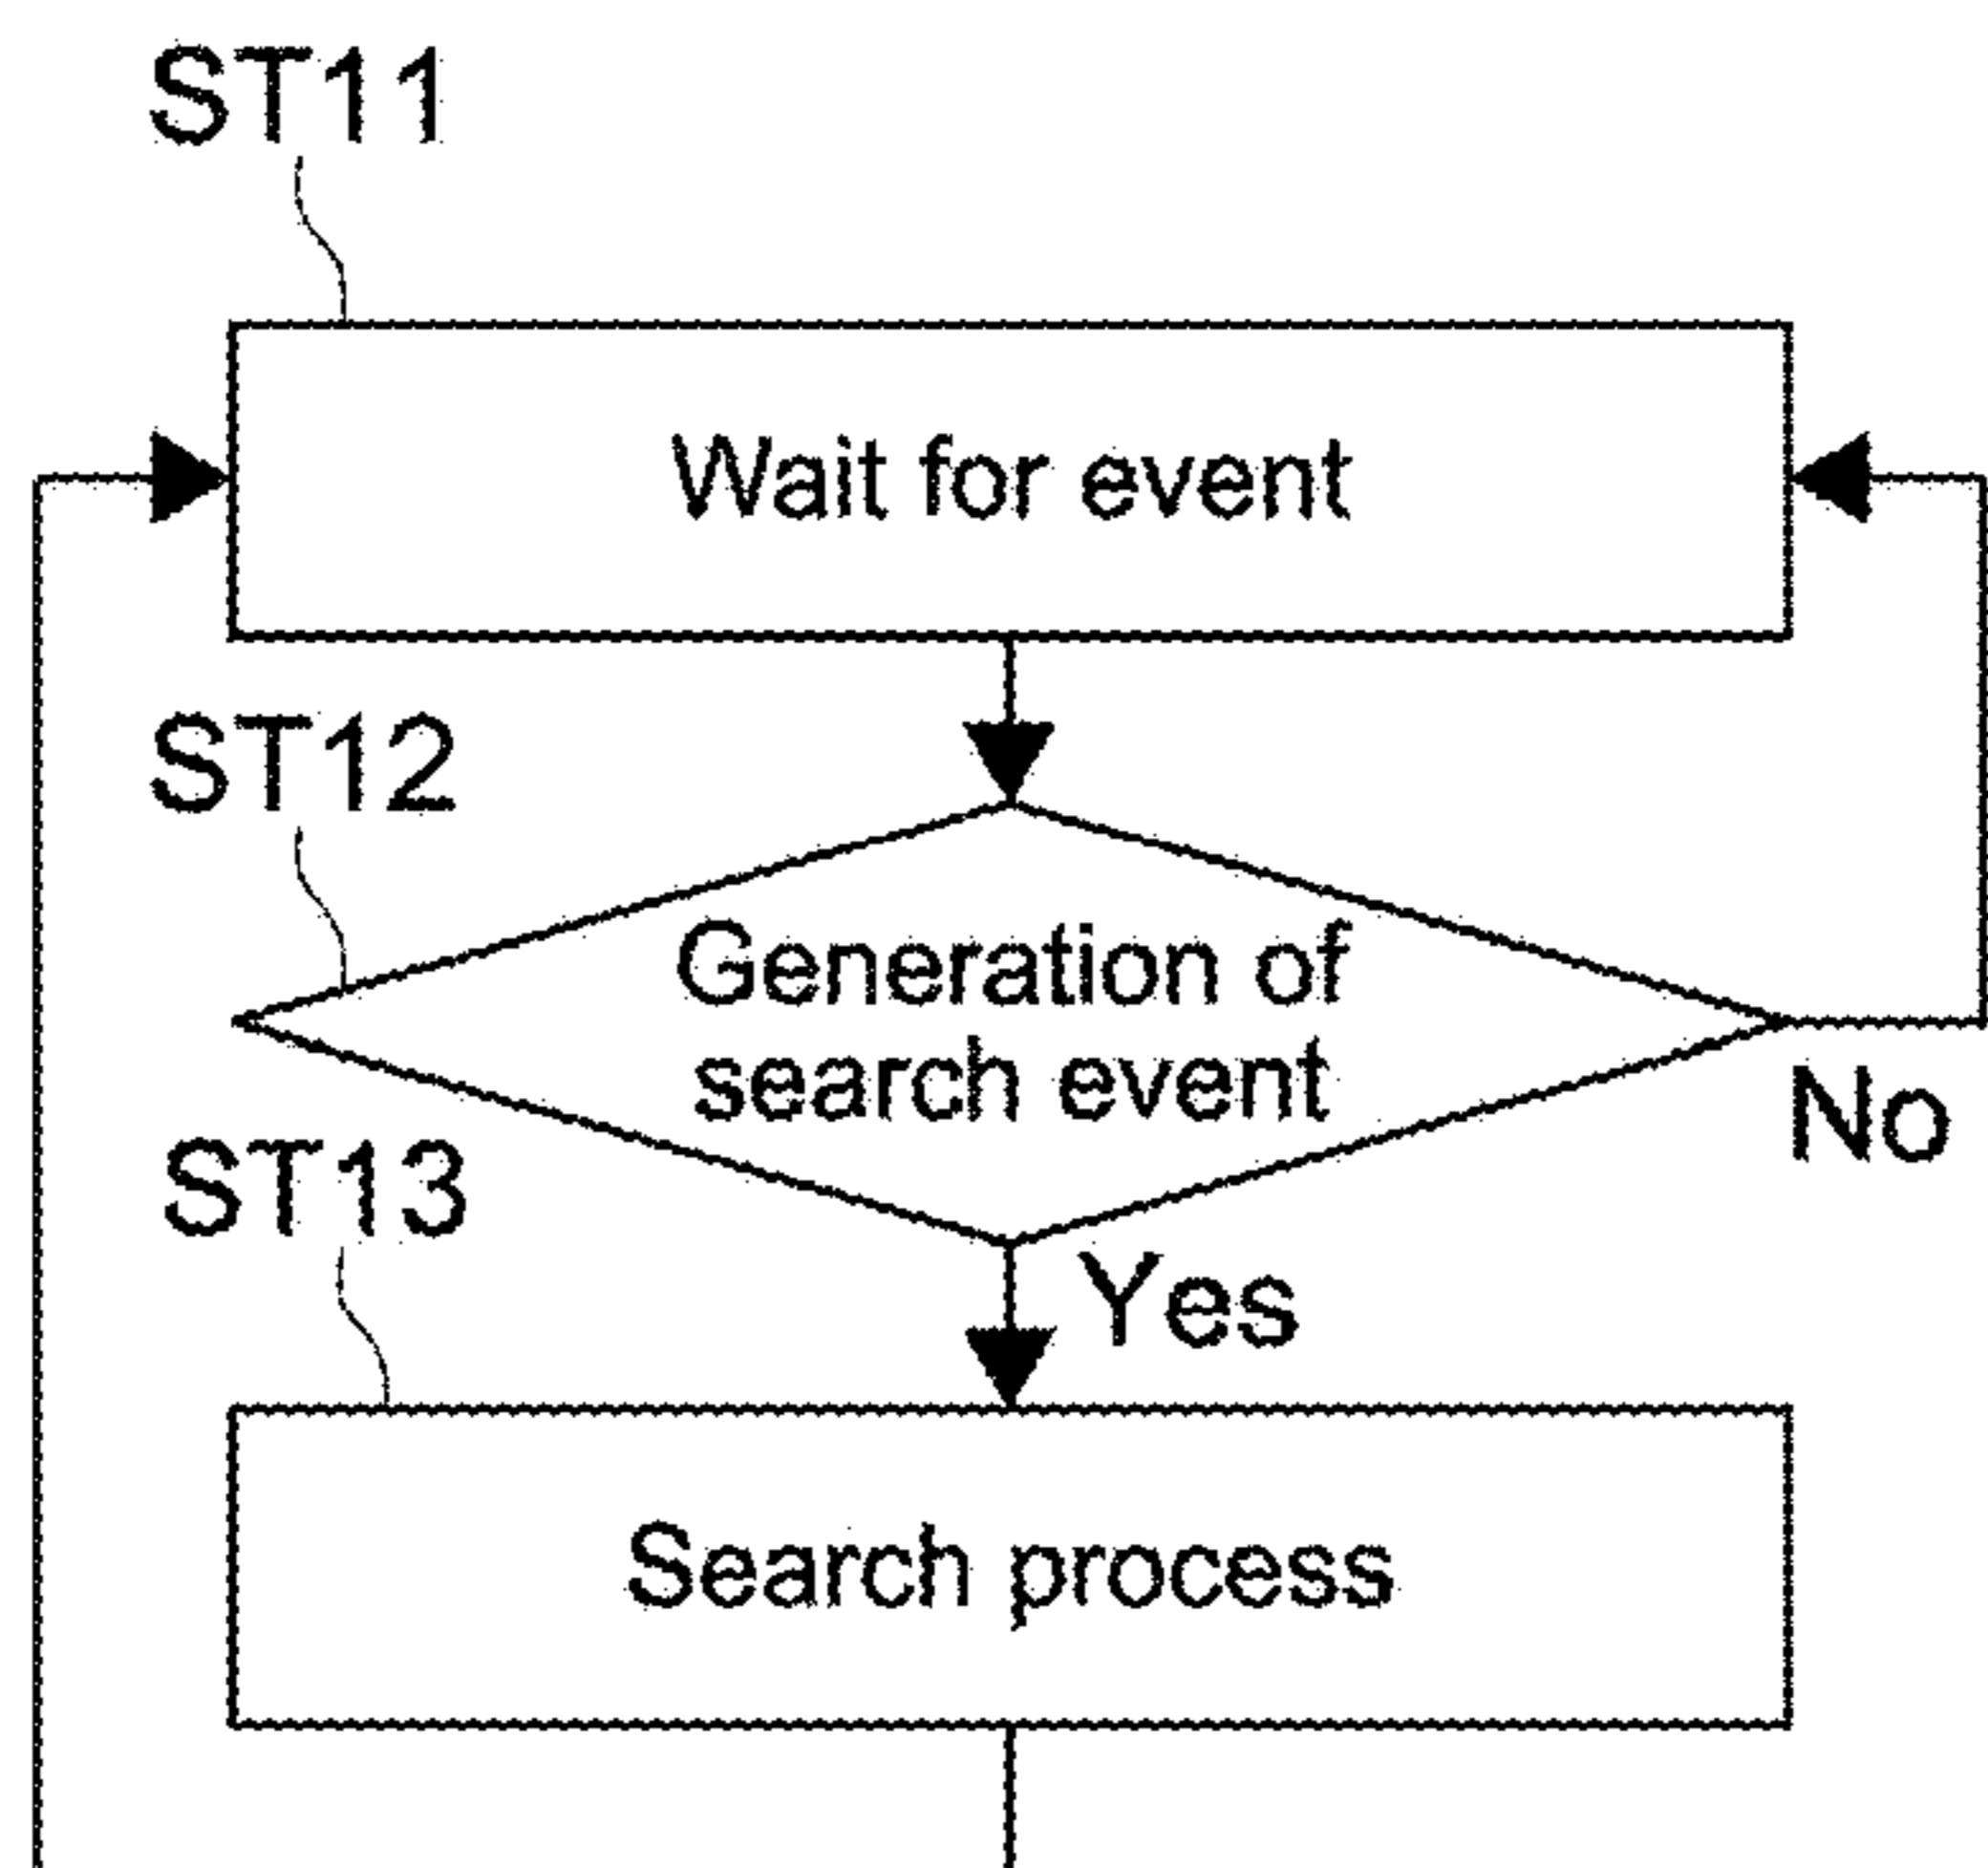 ST11
Wait for event
ST12
Generation of
search event
No
ST13
Yes
Search process